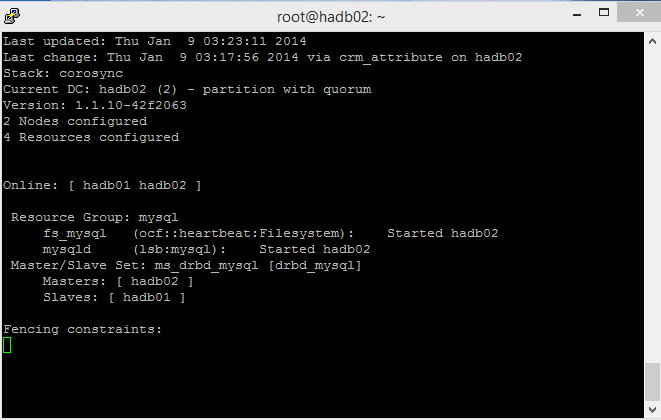 root@hadb02: ~
Last updated: Thu Jan  9 03:23:11 2014
Last change: Thu Jan  9 03:17:56 2014 via crm_attribute on hadb02
Stack: corosync
Current DC: hadb02 (2) - partition with quorum
Version: 1.1.10-42f2063
2 Nodes configured
4 Resources configured
Online: [ hadb01 hadb02 ]
 Resource Group: mysql
     fs_mysql   (ocf::heartbeat:Filesystem):    Started hadb02
     mysqld     (lsb:mysql):    Started hadb02
 Master/Slave Set: ms_drbd_mysql [drbd_mysql]
     Masters: [ hadb02 ]
     Slaves: [ hadb01 ]
Fencing constraints: